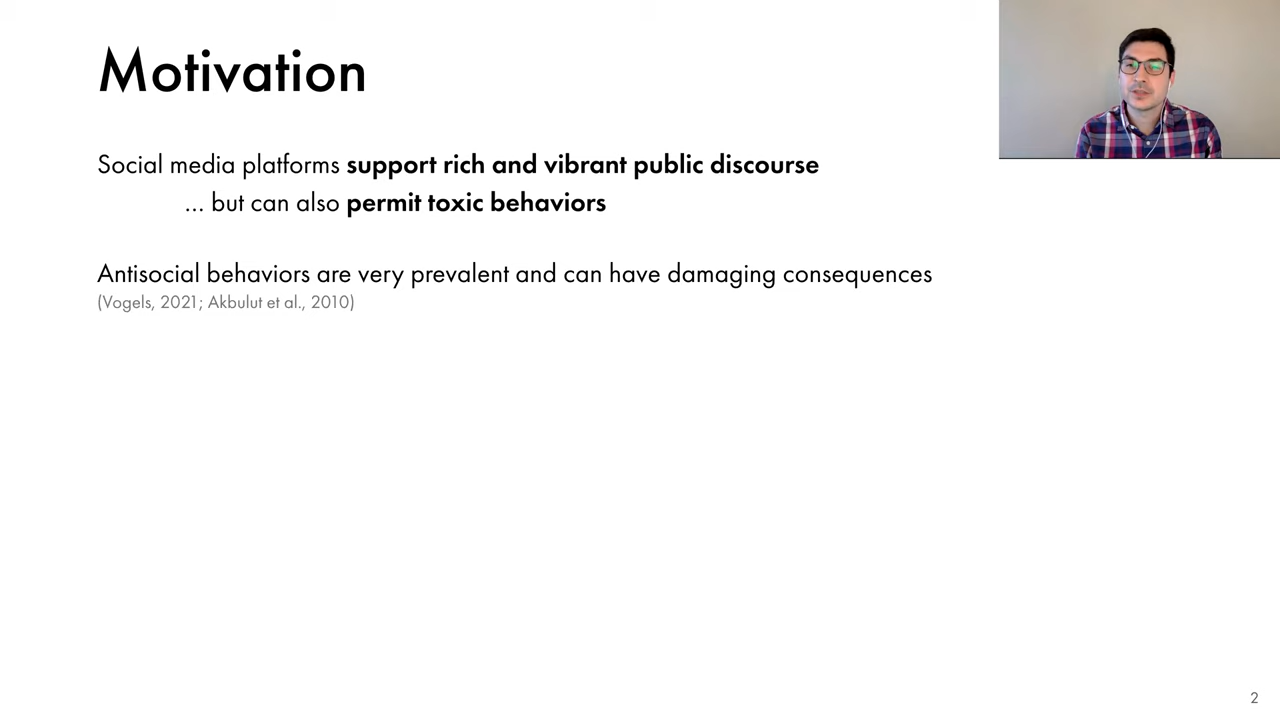 Motivation
Social media platforms support rich and vibrant public discourse
... but can also permit toxic behaviors
Antisocial behaviors are very prevalent and can have damaging consequences
(Vogels, 2021; Akbulut et al., 2010)
2